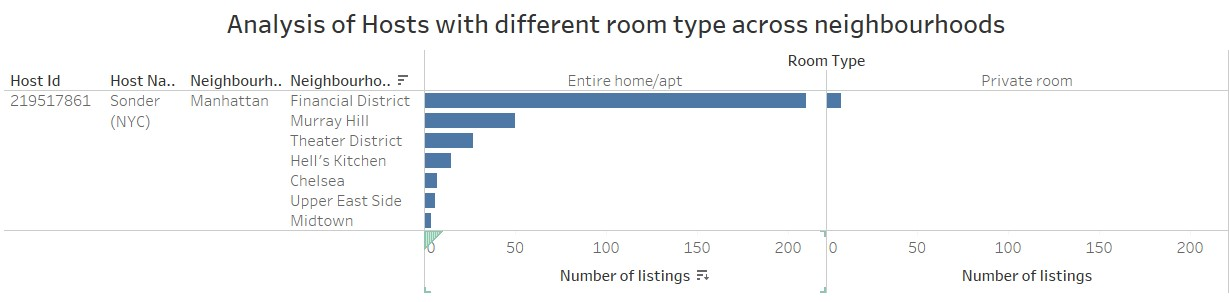 Analysis of Hosts with different room type across neighbourhoods
Room Type
Host Id Host Na.. Neighbourh.. Neighbourho.. Entire home/apt Private room
219517861 Sonder (NYC) Manhattan Financial District
Murray Hill
Theater District
Hell's Kitchen
Chelsea
Upper East Side
Midtown
0 50 100 150 200 0 50 100 150 200
Number of listings Number of listings